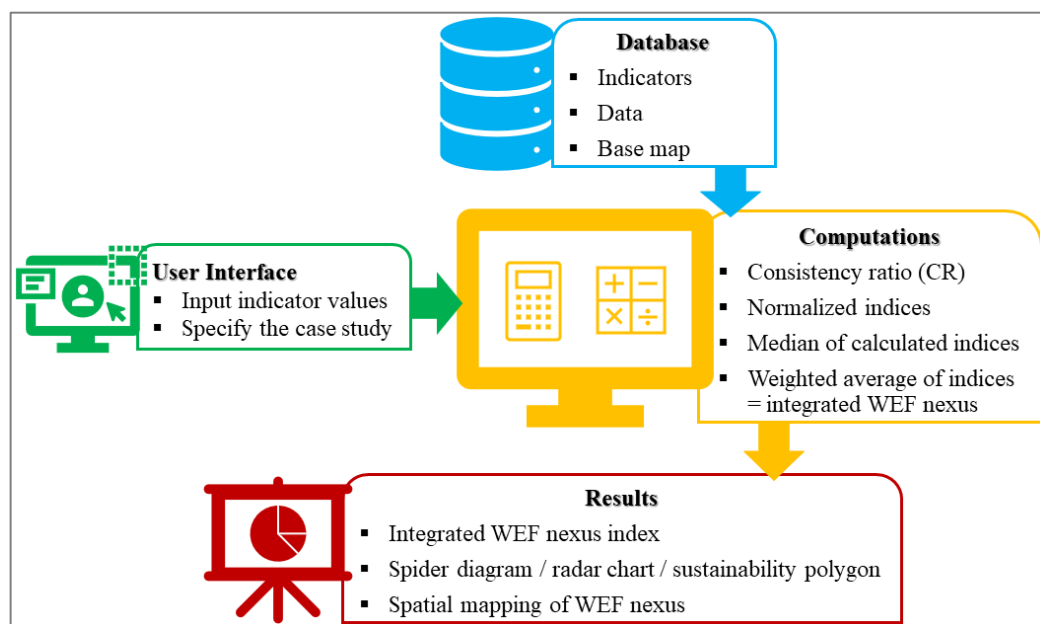 Database
▪ Indicators
▪ Data
▪ Base map
User Interface
▪ Input indicator values
▪ Specify the case study
Computations
▪ Consistency ratio (CR)
▪ Normalized indices
▪ Median of calculated indices
▪ Weighted average of indices
= integrated WEF nexus
Results
▪ Integrated WEF nexus index
▪ Spider diagram / radar chart / sustainability polygon
▪ Spatial mapping of WEF nexus